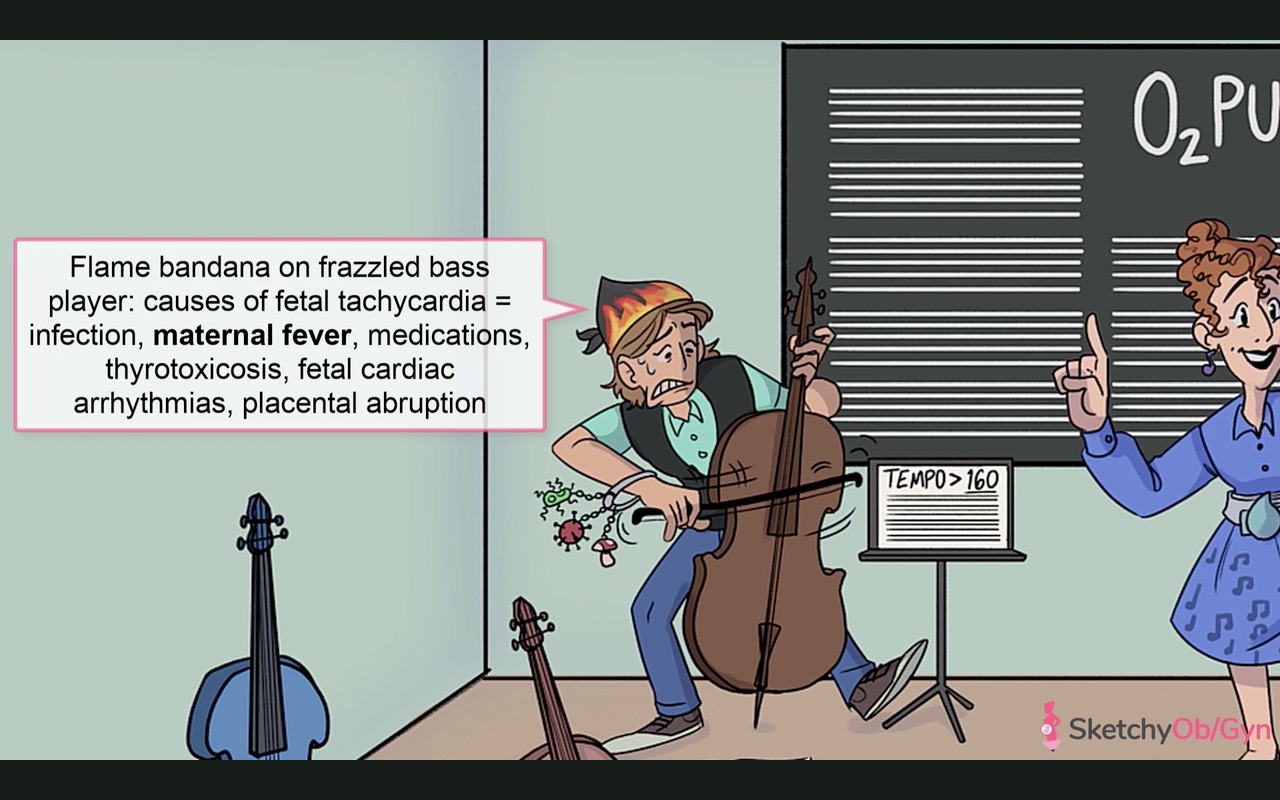 O₂ PU
Flame bandana on frazzled bass
player: causes of fetal tachycardia =
infection, maternal fever, medications,
thyrotoxicosis, fetal cardiac
arrhythmias, placental abruption
TEMPO > 160
SketchyOb/Gyn